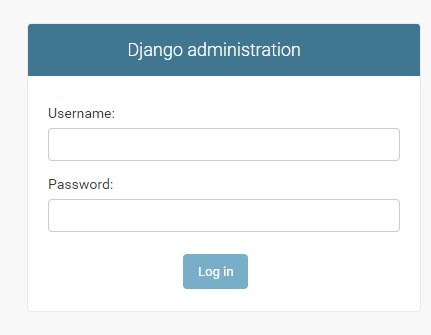 Django administration
Username:
Password:
Log in